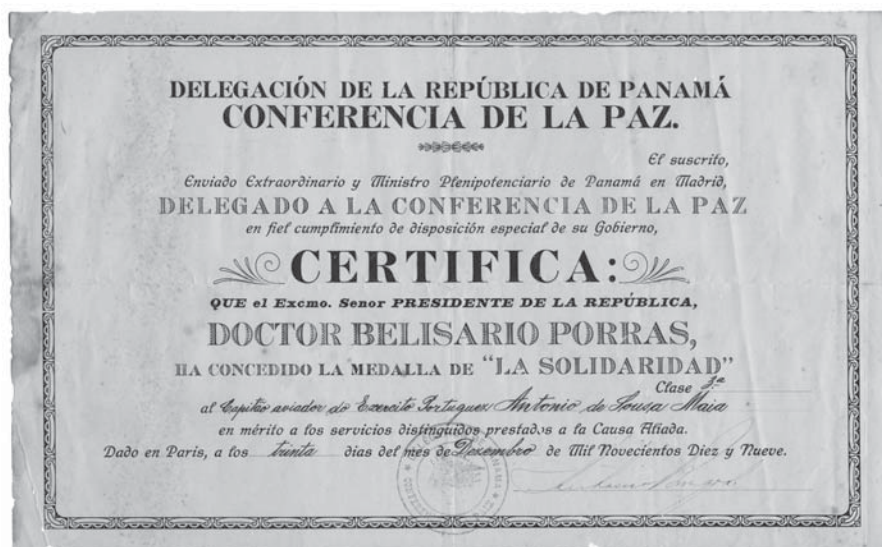 DELEGACIÓN DE LA REPÚBLICA DE PANAMÁ
CONFERENCIA DE LA PAZ.
El suscrito,
Enviado Extraordinario y Ministro Plenipotenciario de Panamá en Madrid,
DELEGADO A LA CONFERENCIA DE LA PAZ
en fiel cumplimiento de disposición especial de su Gobierno,
CERTIFICA:
QUE el Excmo. Senor PRESIDENTE DE LA REPÚBLICA,
DOCTOR BELISARIO PORRAS,
HA CONCEDIDO LA MEDALLA DE "LA SOLIDARIDAD"
Clase 3.ª
al Capitão aviador do Exercito Portuguez Antonio de Sousa Maia
en mérito a los servicios distinguidos prestados a la Causa Aliada.
Dado en París, a los trinta dias del mes de Dezembro de Mil Novecientos Diez y Nueve.